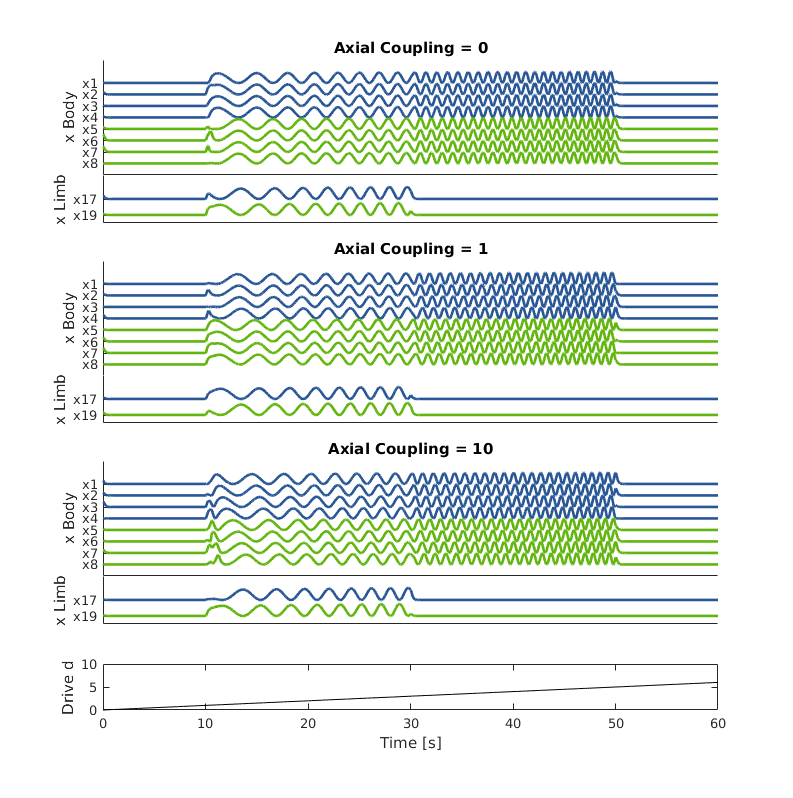 Axial Coupling = 0
x Body
x1
x2
x3
x4
x5
x6
x7
x8
x Limb
x17
x19
Axial Coupling = 1
x Body
x1
x2
x3
x4
x5
x6
x7
x8
x Limb
x17
x19
Axial Coupling = 10
x Body
x1
x2
x3
x4
x5
x6
x7
x8
x Limb
x17
x19
Drive d
10
5
0
0 10 20 30 40 50 60
Time [s]